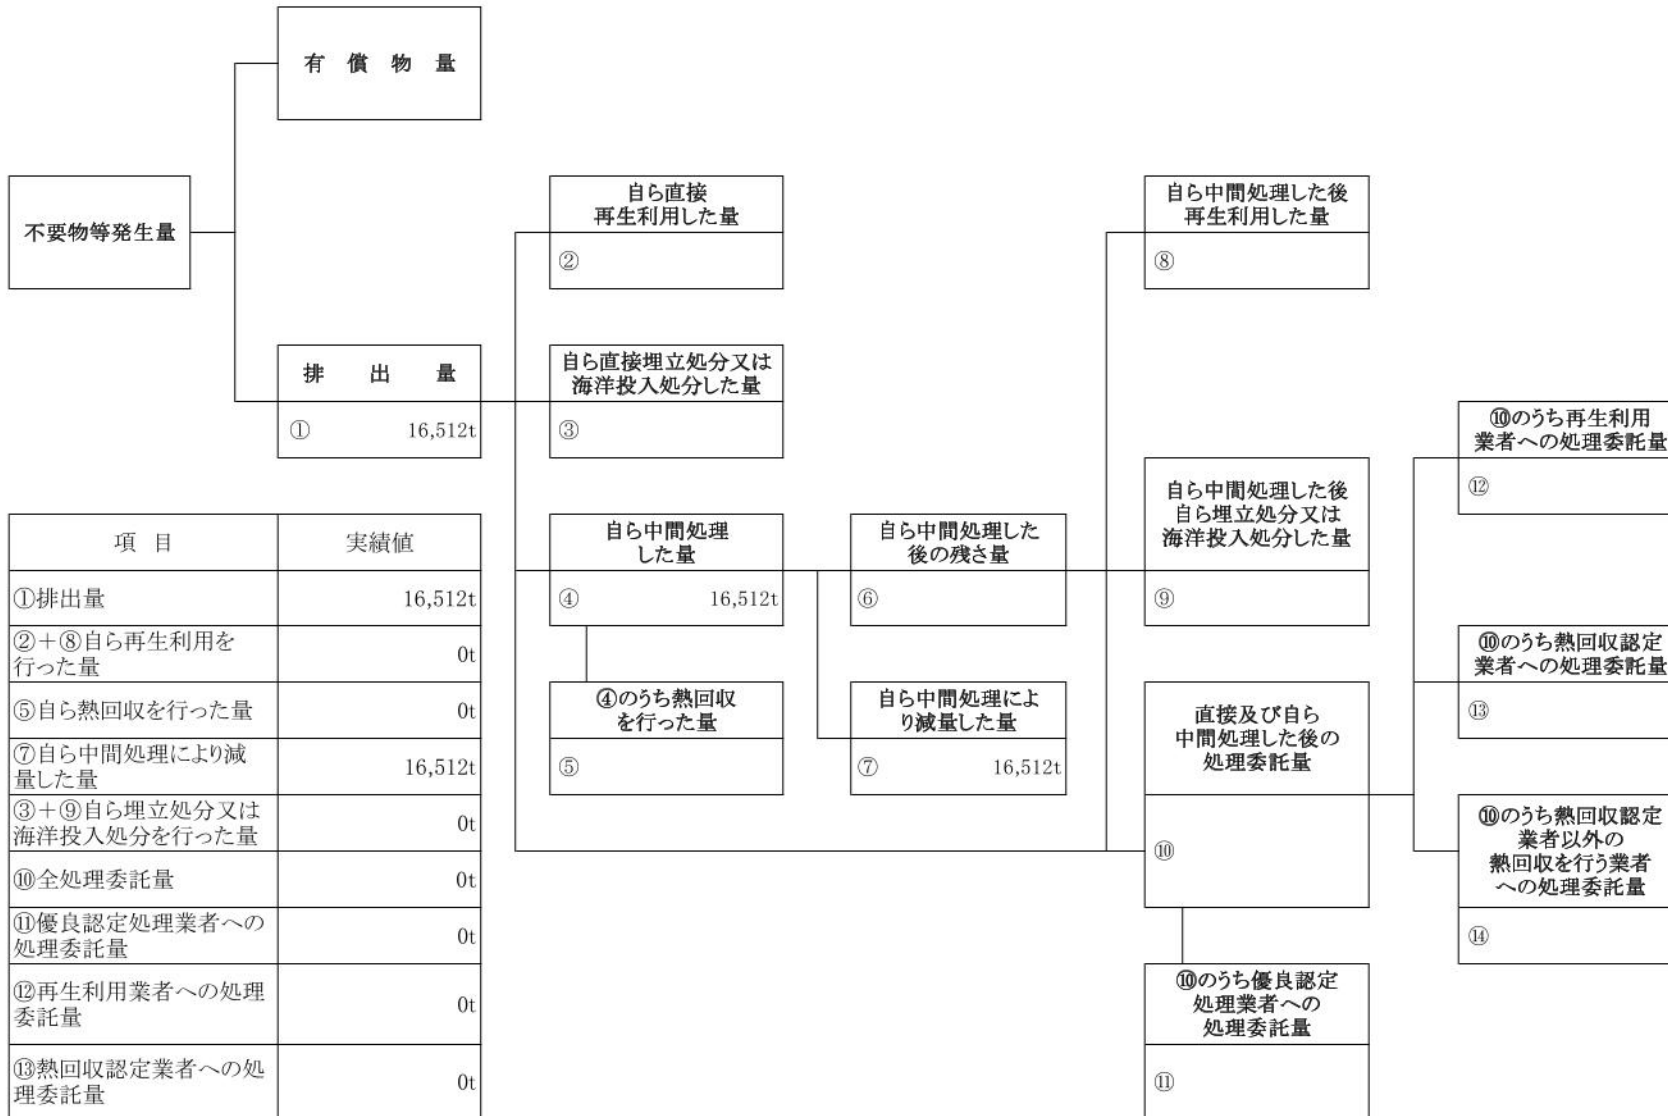 有 償 物 量
不要物等発生量
自ら直接
再生利用した量
②
自ら中間処理した後
再生利用した量
⑧
排 出 量
① 16,512t
自ら直接埋立処分又は
海洋投入処分した量
③
⑩のうち再生利用
業者への処理委託量
⑫
自ら中間処理した後
自ら埋立処分又は
海洋投入処分した量
⑨
自ら中間処理
した量
④ 16,512t
自ら中間処理した
後の残さ量
⑥
⑩のうち熱回収認定
業者への処理委託量
⑬
④のうち熱回収
を行った量
⑤
自ら中間処理によ
り減量した量
⑦ 16,512t
直接及び自ら
中間処理した後の
処理委託量
⑩
⑩のうち熱回収認定
業者以外の
熱回収を行う業者
への処理委託量
⑭
⑩のうち優良認定
処理業者への
処理委託量
⑪
項 目 実績値
①排出量 16,512t
②+⑧自ら再生利用を
行った量 0t
⑤自ら熱回収を行った量 0t
⑦自ら中間処理により減
量した量 16,512t
③+⑨自ら埋立処分又は
海洋投入処分を行った量 0t
⑩全処理委託量 0t
⑪優良認定処理業者への
処理委託量 0t
⑫再生利用業者への処理
委託量 0t
⑬熱回収認定業者への処
理委託量 0t